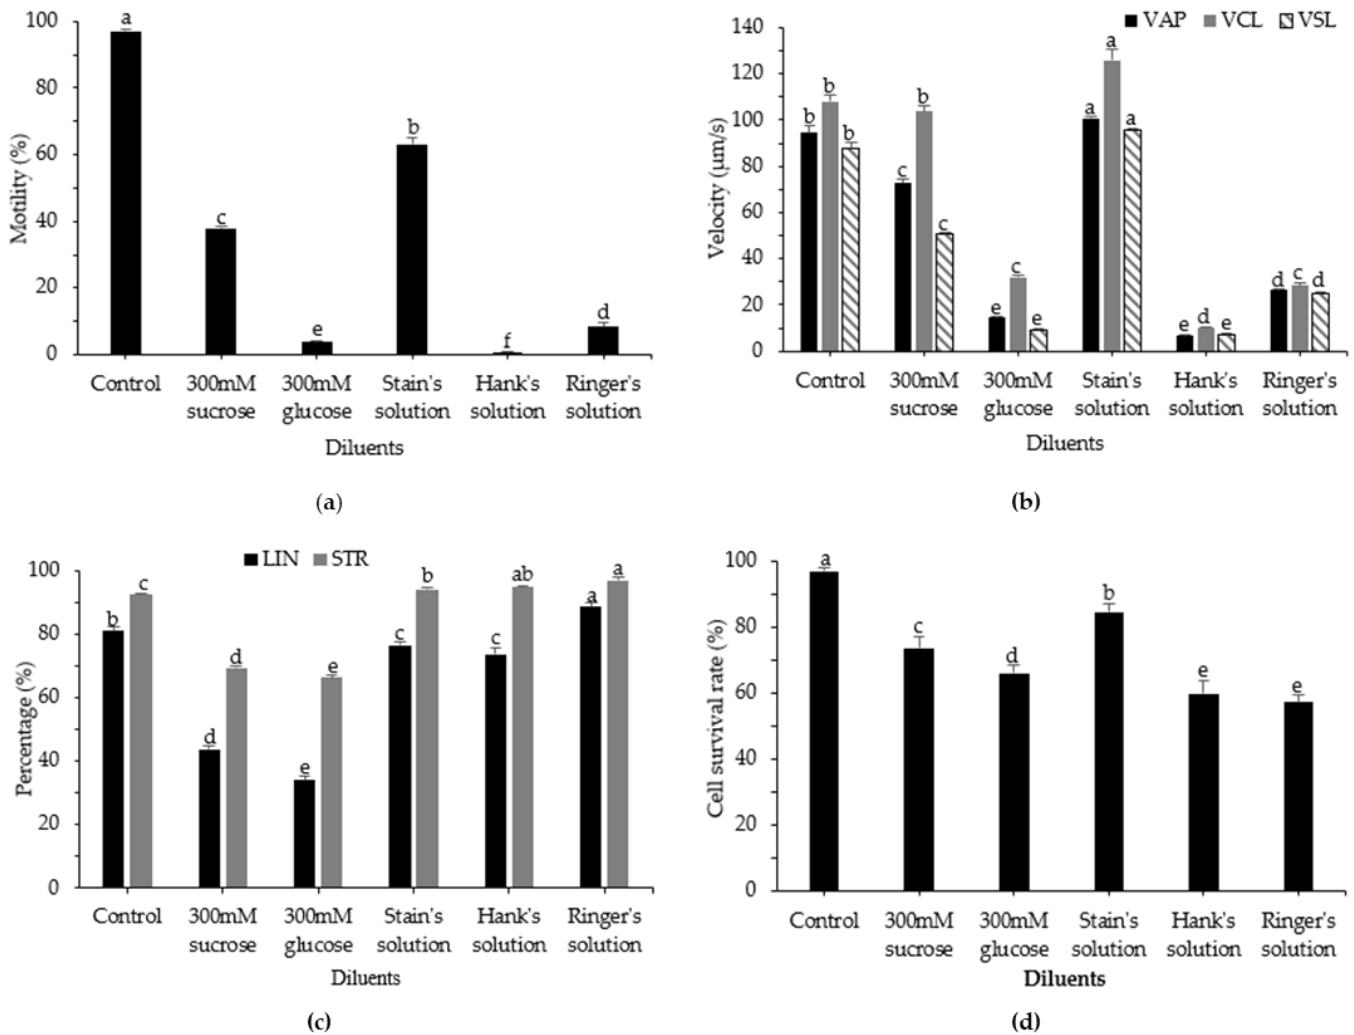 100
80
60
40
20
0
Motility (%)
a
c
e
b
f
d
Control
300mM
sucrose
300mM
glucose
Stain's
solution
Hank's
solution
Ringer's
solution
Diluents
(a)
VAP VCL VSL
140
120
100
80
60
40
20
0
Velocity (µm/s)
b b b
c b c
e c e
a a a
e d e
d c d
Control
300mM
sucrose
300mM
glucose
Stain's
solution
Hank's
solution
Ringer's
solution
Diluents
(b)
LIN STR
100
80
60
40
20
0
Percentage (%)
b c
d d
e e
c b
c ab
a a
Control
300mM
sucrose
300mM
glucose
Stain's
solution
Hank's
solution
Ringer's
solution
Diluents
(c)
100
80
60
40
20
0
Cell survival rate (%)
a
c
d
b
e
e
Control
300mM
sucrose
300mM
glucose
Stain's
solution
Hank's
solution
Ringer's
solution
Diluents
(d)